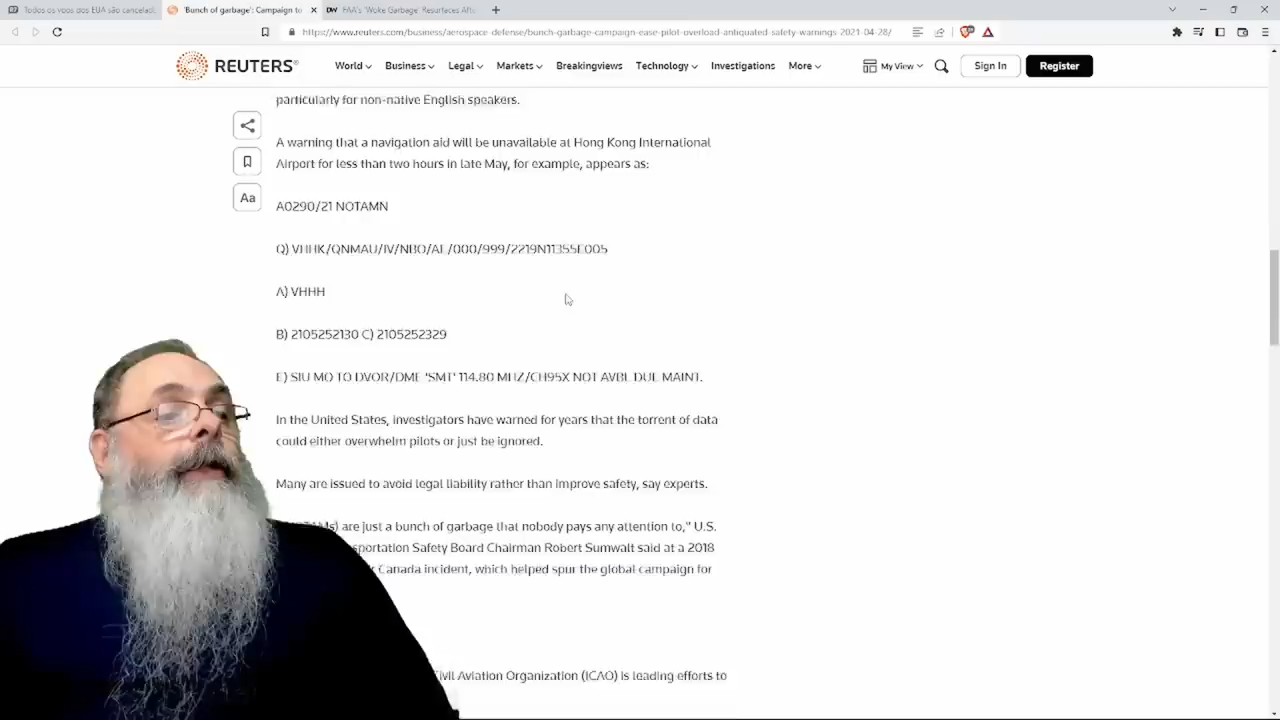 Todos os voos dos EUA são cancelad
'Bunch of garbage': Campaign to
DW FAA's 'Woke Garbage' Resurfaces Afte
https://www.reuters.com/business/aerospace-defense/bunch-garbage-campaign-ease-pilot-overload-antiquated-safety-warnings-2021-04-28/
REUTERS® World Business Legal Markets Breakingviews Technology Investigations More My View Sign In Register
particularly for non-native English speakers.
A warning that a navigation aid will be unavailable at Hong Kong International
Airport for less than two hours in late May, for example, appears as:
Aa
A0290/21 NOTAMN
Q) VHHK/QNMAU/IV/NBO/AE/000/999/2219N11355E005
A) VHHH
B) 2105252130 C) 2105252329
E) SIU MO TO DVOR/DME 'SMT' 114.80 MHZ/CH95X NOT AVBL DUE MAINT.
In the United States, investigators have warned for years that the torrent of data
could either overwhelm pilots or just be ignored.
Many are issued to avoid legal liability rather than improve safety, say experts.
are just a bunch of garbage that nobody pays any attention to," U.S.
Safety Board Chairman Robert Sumwalt said at a 2018
Canada incident, which helped spur the global campaign for
Aviation Organization (ICAO) is leading efforts to